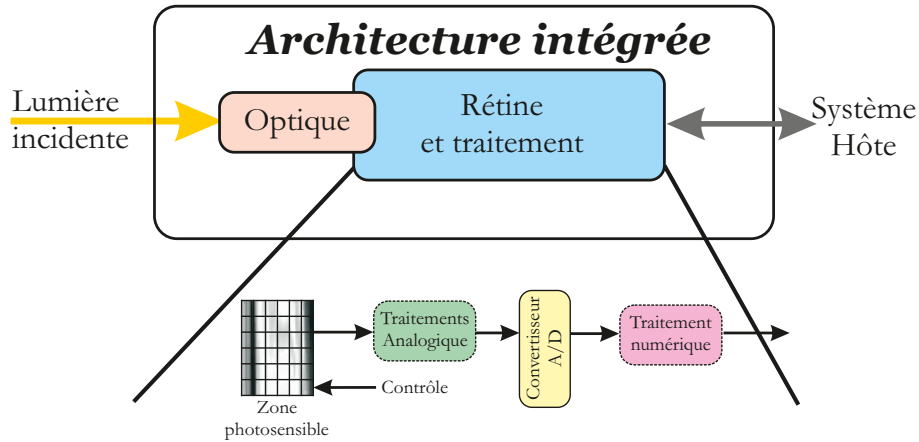 Architecture intégrée
Lumière
incidente
Optique
Rétine
et traitement
Système
Hôte
Traitements
Analogique
Convertisseur
A/D
Traitement
numérique
Contrôle
Zone
photosensible